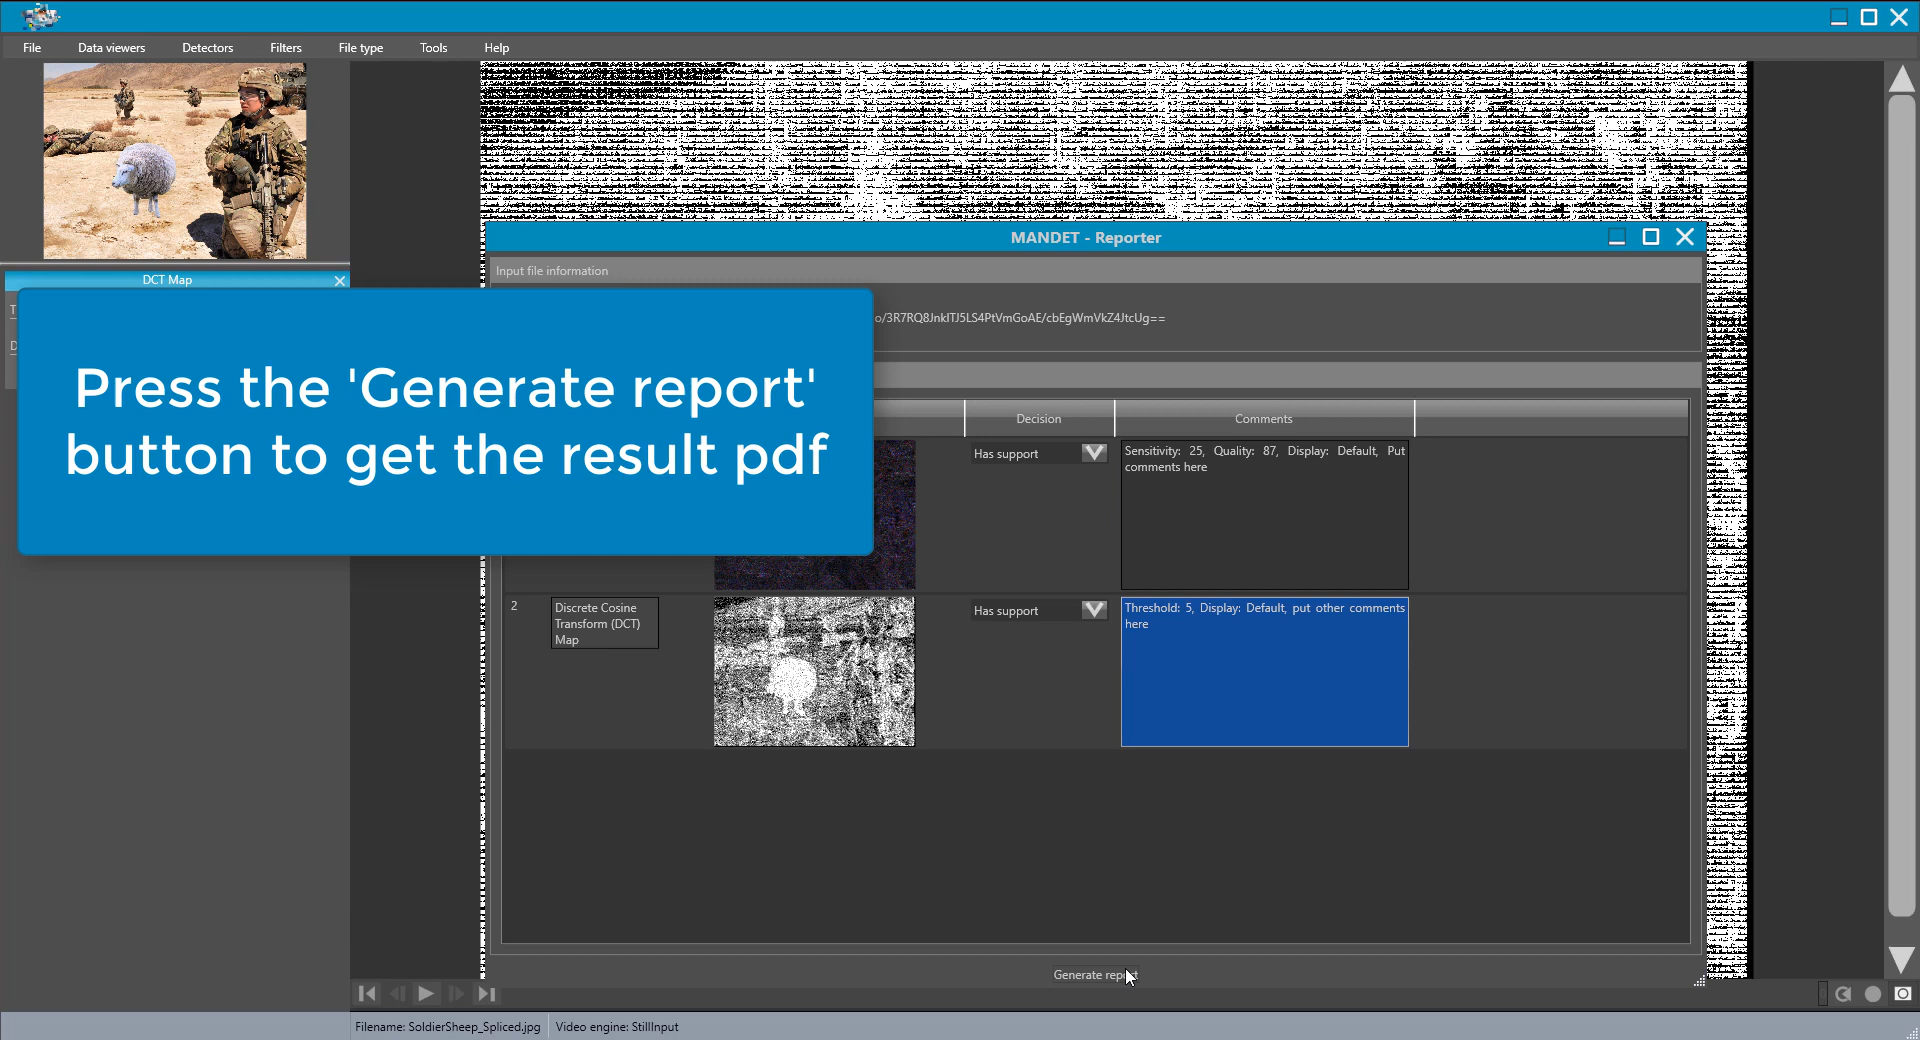 File Data viewers Detectors Filters File type Tools Help
MANDET - Reporter
Input file information
DCT Map
T
D
Press the 'Generate report'
button to get the result pdf
Decision Comments
Has support
Sensitivity: 25, Quality: 87, Display: Default, Put
comments here
2
Discrete Cosine
Transform (DCT)
Map
Has support
Threshold: 5, Display: Default, put other comments
here
Generate report
Filename: SoldierSheep_Spliced.jpg
Video engine: StillInput